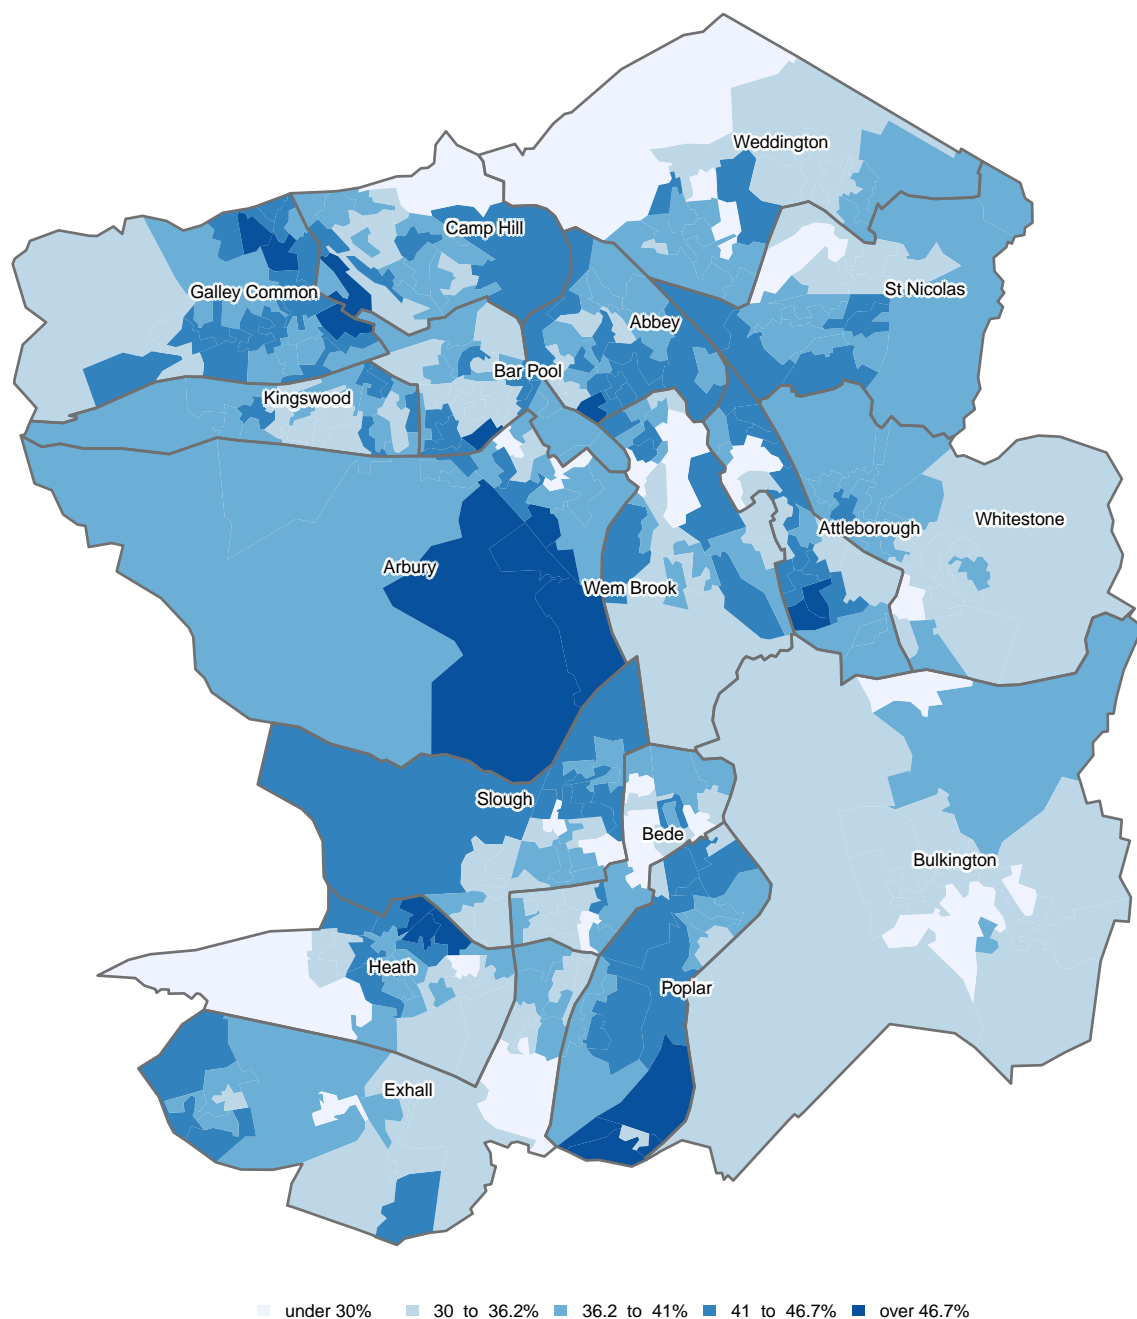 Weddington
Camp Hill
Galley Common
St Nicolas
Abbey
Bar Pool
Kingswood
Whitestone
Attleborough
Arbury
Wem Brook
Slough
Bede
Bulkington
Heath
Poplar
Exhall
under 30% 30 to 36.2% 36.2 to 41% 41 to 46.7% over 46.7%